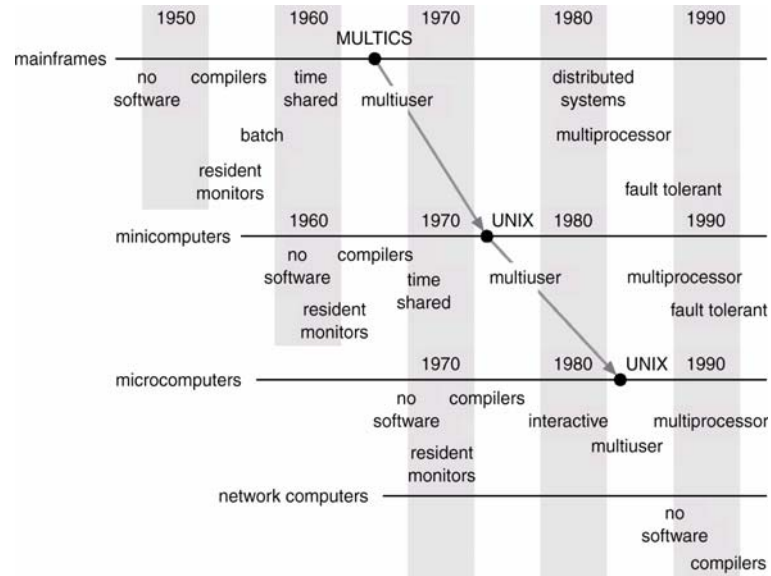 1950 1960 1970 1980 1990
MULTICS
mainframes
no software
compilers
time shared
multiuser
distributed systems
batch
multiprocessor
resident monitors
fault tolerant
1960 1970 1980 1990
UNIX
minicomputers
no software
compilers
time shared
multiuser
multiprocessor
resident monitors
fault tolerant
1970 1980 1990
UNIX
microcomputers
no software
compilers
interactive
multiprocessor
multiuser
resident monitors
network computers
no software
compilers